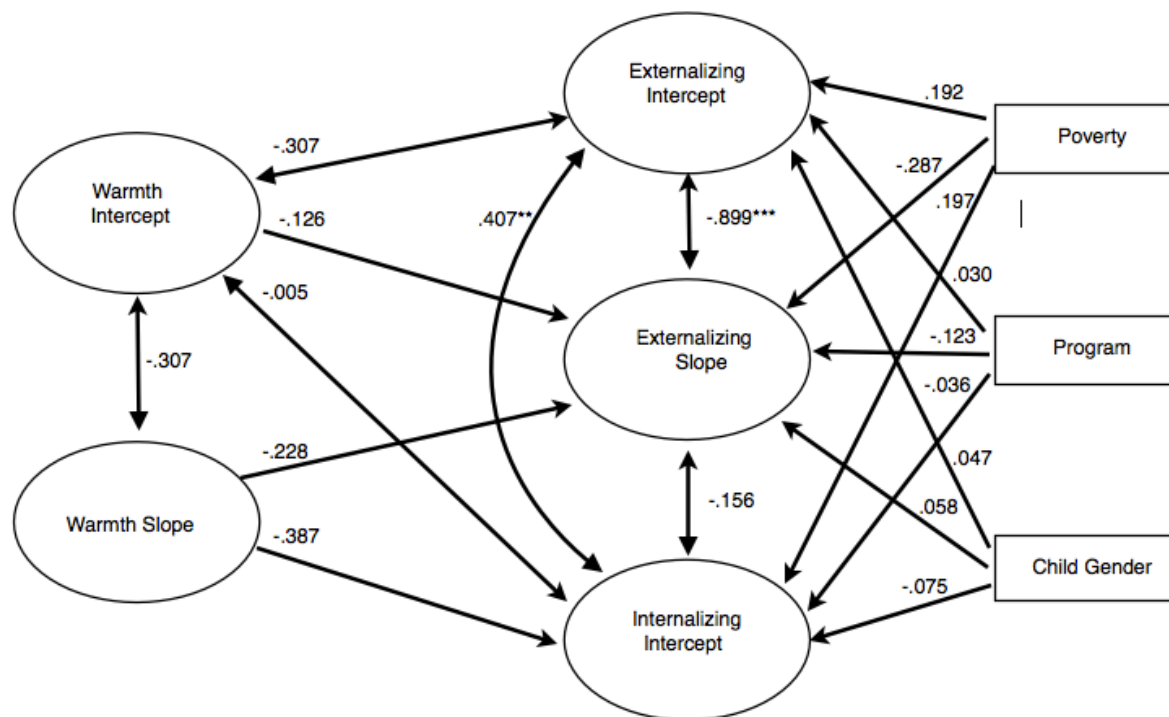 Externalizing
Intercept
.192
Poverty
-.307
-.287
Warmth
Intercept
.197
-.126
.407**
-.899***
-.005
.030
Externalizing
Slope
-.123
Program
-.307
-.036
-.228
.047
-.156
.058
Warmth Slope
-.387
Child Gender
-.075
Internalizing
Intercept